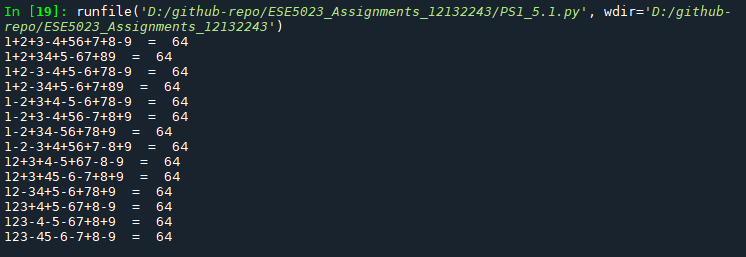 In [19]: runfile('D:/github-repo/ESE5023_Assignments_12132243/PS1_5.1.py', wdir='D:/github-
repo/ESE5023_Assignments_12132243')
1+2+3-4+56+7+8-9  =  64
1+2+34+5-67+89  =  64
1+2-3-4+5-6+78-9  =  64
1+2-34+5-6+7+89  =  64
1-2+3+4-5-6+78-9  =  64
1-2+3-4+56-7+8+9  =  64
1-2+34-56+78+9  =  64
1-2-3+4+56+7-8+9  =  64
12+3+4-5+67-8-9  =  64
12+3+45-6-7+8+9  =  64
12-34+5-6+78+9  =  64
123+4+5-67+8-9  =  64
123-4-5-67+8+9  =  64
123-45-6-7+8-9  =  64